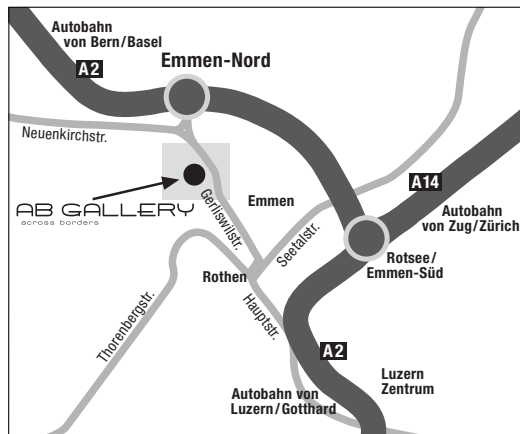 Autobahn
von Bern/Basel
A2
Emmen-Nord
Neuenkirchstr.
AB GALLERY
across borders
Gerliswilstr.
Emmen
A14
Autobahn
von Zug/Zürich
Seetalstr.
Rotsee/
Emmen-Süd
Rothen
Thorenbergstr.
Hauptstr.
A2
Luzern
Zentrum
Autobahn von
Luzern/Gotthard